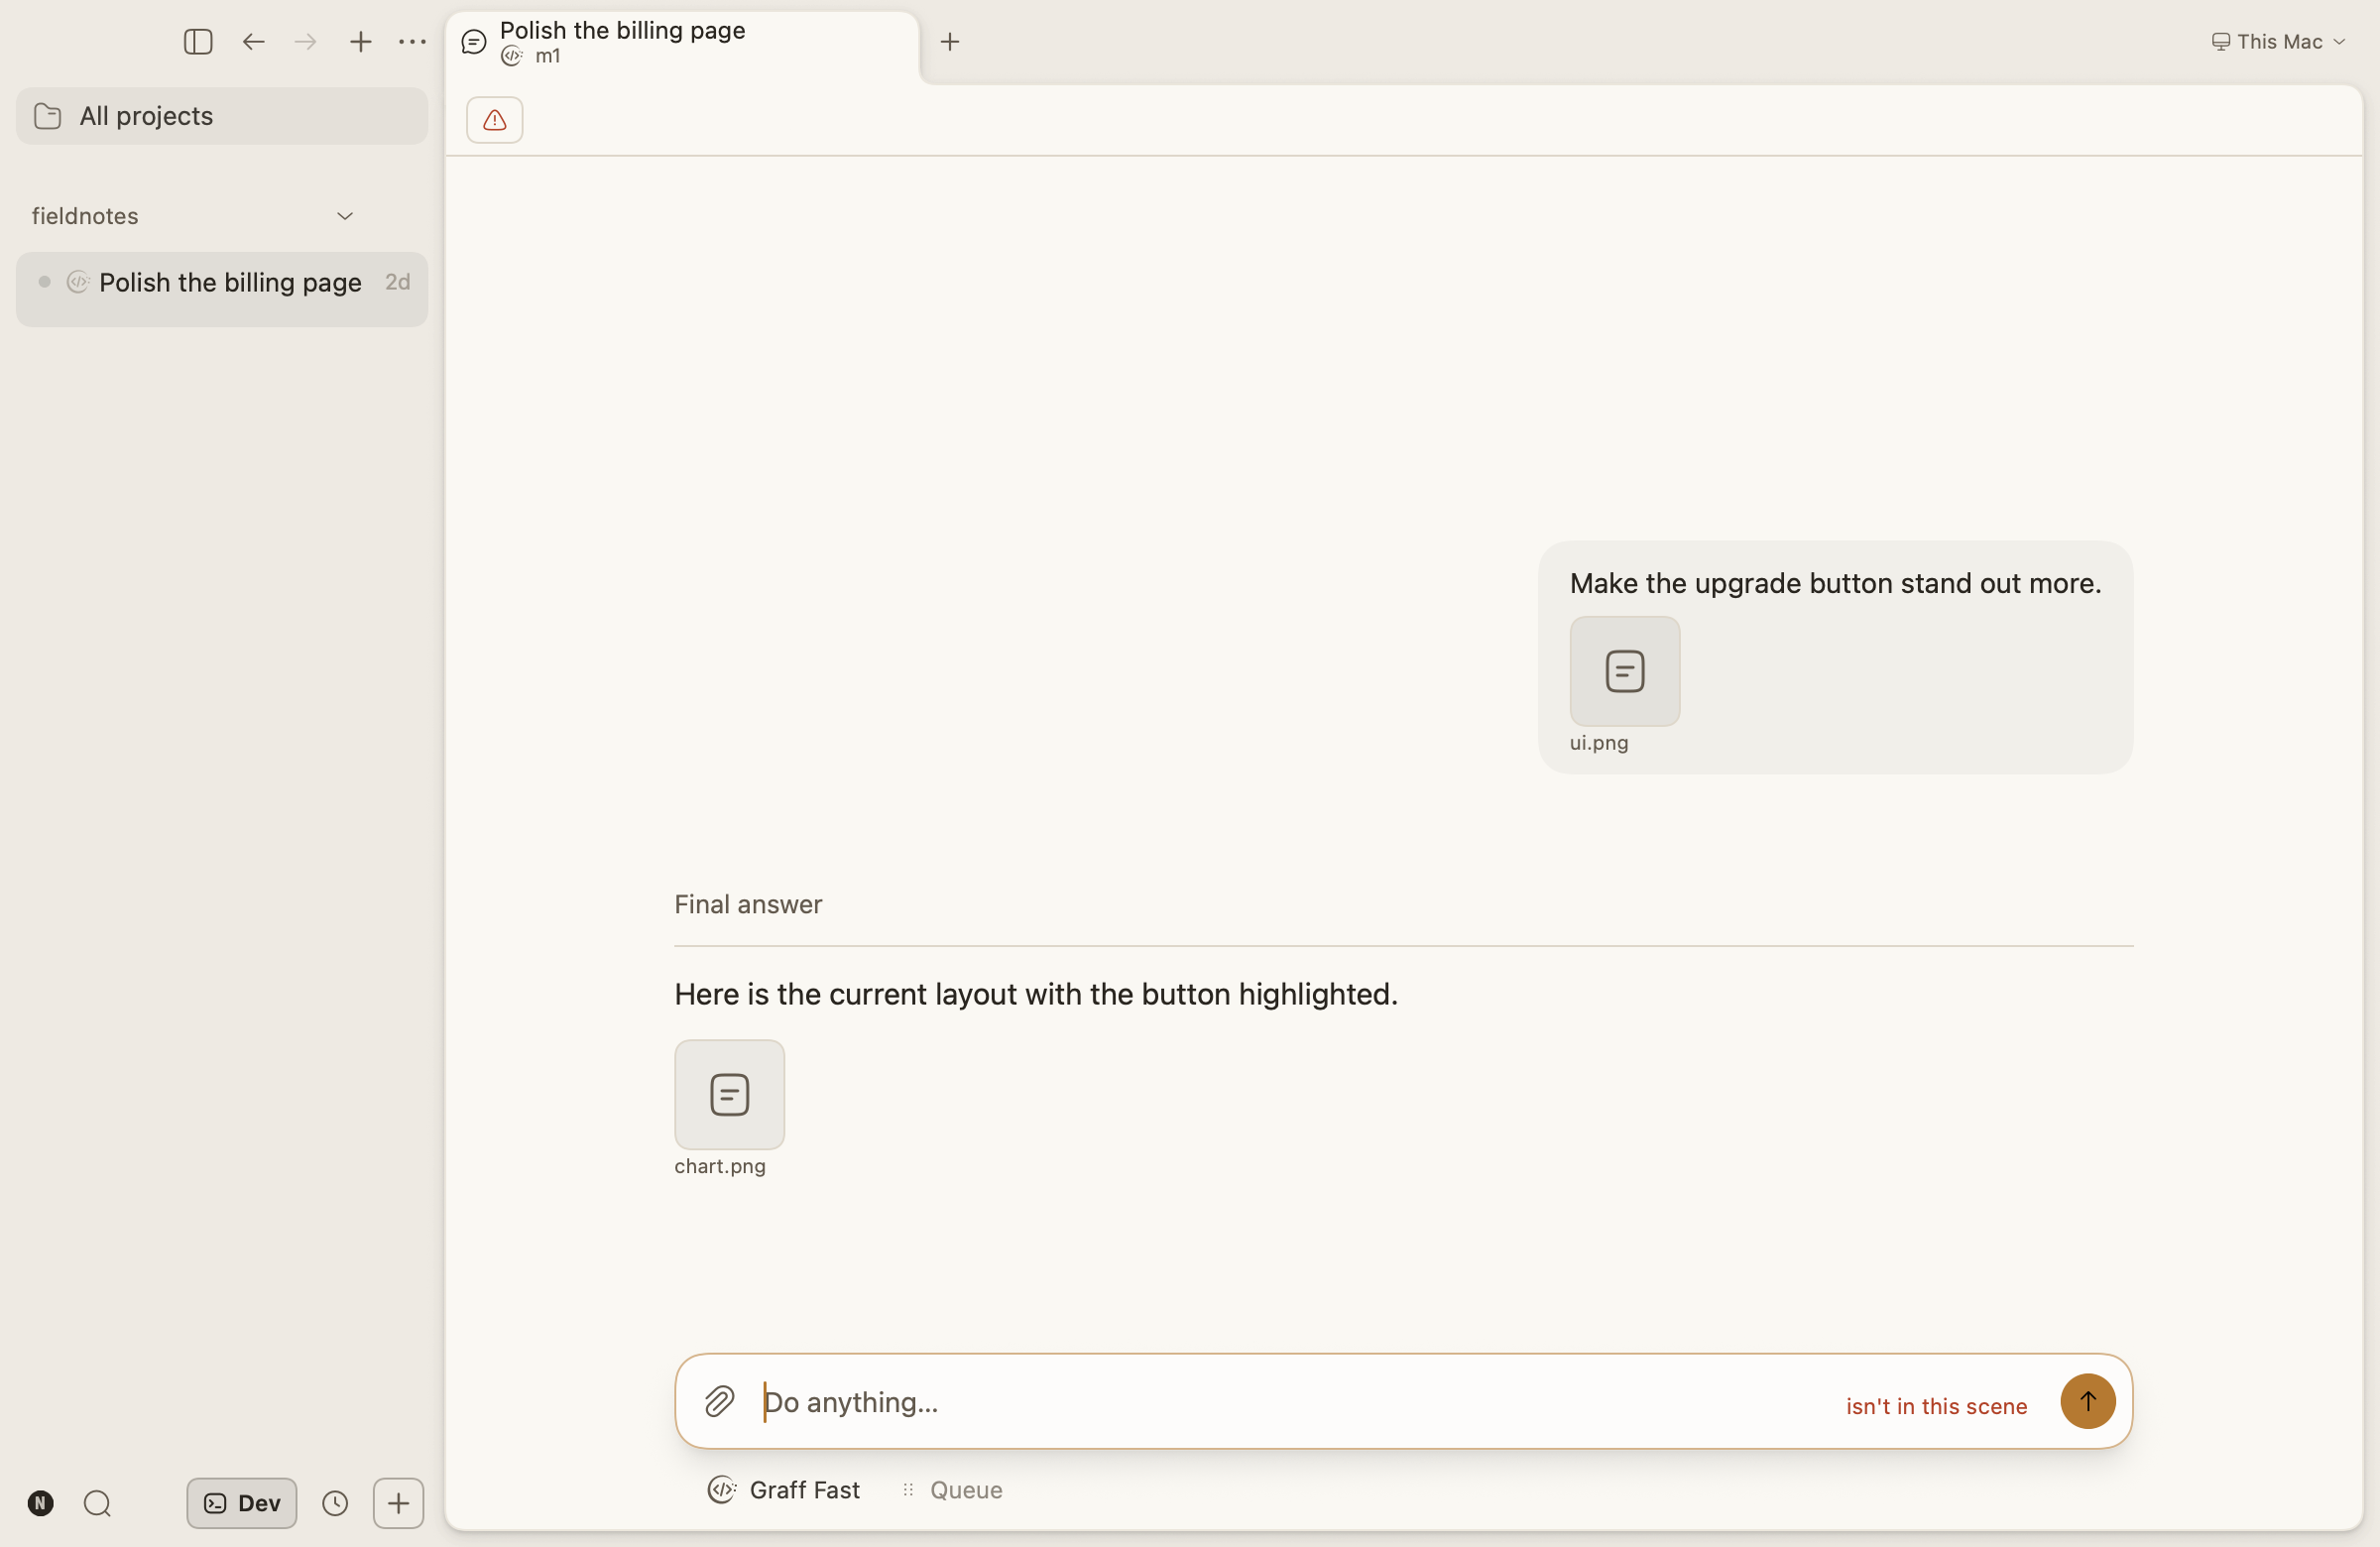 Polish the billing page
m1
This Mac
All projects
fieldnotes
Polish the billing page 2d
Make the upgrade button stand out more.
ui.png
Final answer
Here is the current layout with the button highlighted.
chart.png
Do anything...
isn't in this scene
Graff Fast
Queue
N
Dev